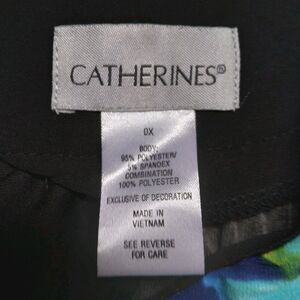 CATHERINES®
0X
BODY:
95% POLYESTER/
5% SPANDEX
COMBINATION
100% POLYESTER
EXCLUSIVE OF DECORATION
MADE IN
VIETNAM
SEE REVERSE
FOR CARE